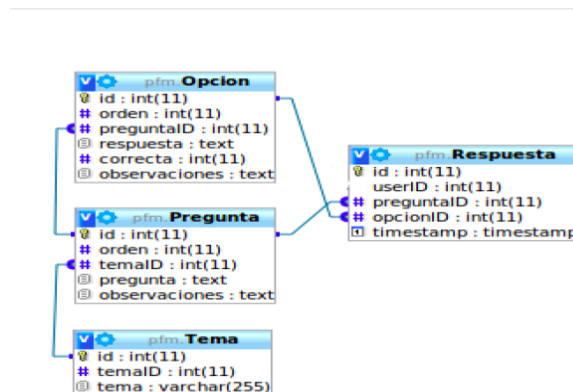 pfm.Opcion
id : int(11)
orden : int(11)
preguntaID : int(11)
respuesta : text
correcta : int(11)
observaciones : text
pfm.Pregunta
id : int(11)
orden : int(11)
temaID : int(11)
pregunta : text
observaciones : text
pfm.Tema
id : int(11)
temaID : int(11)
tema : varchar(255)
pfm.Respuesta
id : int(11)
userID : int(11)
preguntaID : int(11)
opcionID : int(11)
timestamp : timestamp